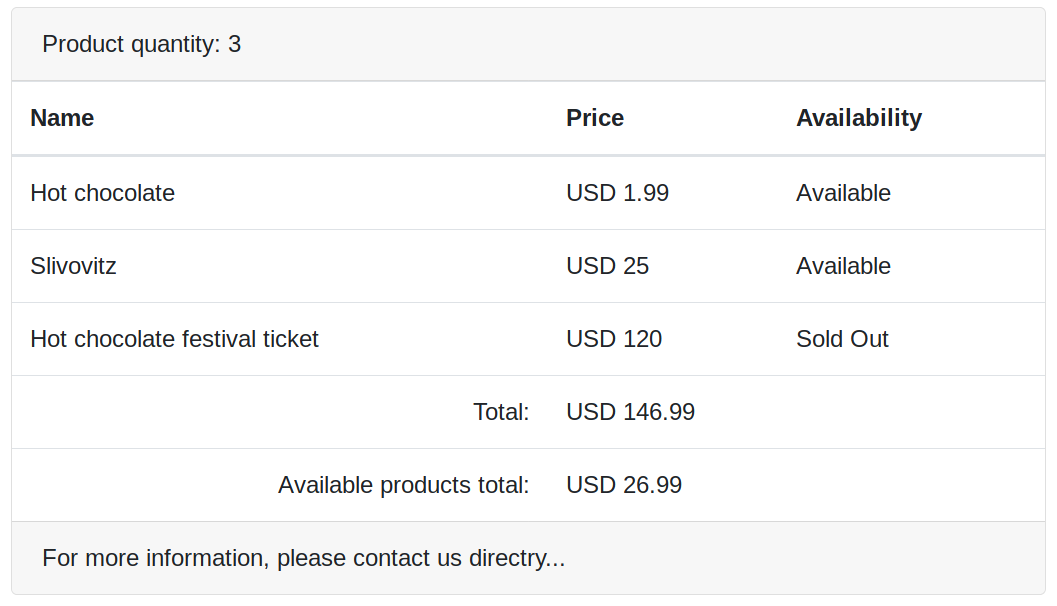 Product quantity: 3
Name Price Availability
Hot chocolate USD 1.99 Available
Slivovitz USD 25 Available
Hot chocolate festival ticket USD 120 Sold Out
Total: USD 146.99
Available products total: USD 26.99
For more information, please contact us directry...